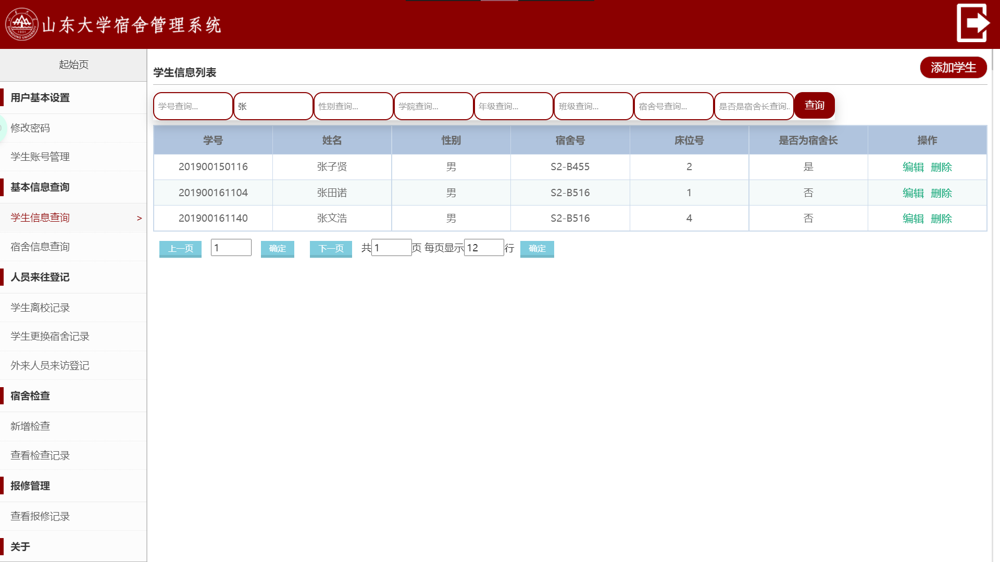 山东大学宿舍管理系统
SHANDONG UNIVERSITY
1901
起始页
用户基本设置
修改密码
学生账号管理
基本信息查询
学生信息查询 >
宿舍信息查询
人员来往登记
学生离校记录
学生更换宿舍记录
外来人员来访登记
宿舍检查
新增检查
查看检查记录
报修管理
查看报修记录
关于
学生信息列表 添加学生
学号查询... 张 性别查询... 学院查询... 年级查询... 班级查询... 宿舍号查询... 是否是宿舍长查询.. 查询
学号 姓名 性别 宿舍号 床位号 是否为宿舍长 操作
201900150116 张子贤 男 S2-B455 2 是 编辑 删除
201900161104 张田诺 男 S2-B516 1 否 编辑 删除
201900161140 张文浩 男 S2-B516 4 否 编辑 删除
上一页 1 确定 下一页 共1页 每页显示12行 确定